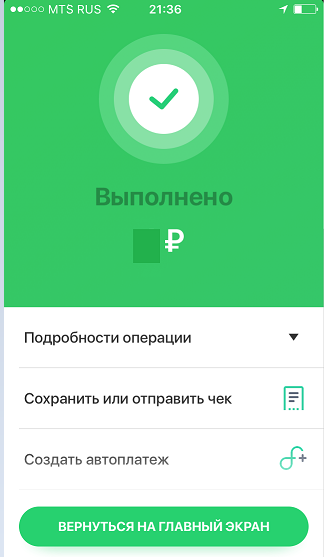 MTS RUS 21:36
Выполнено
₽
Подробности операции
Сохранить или отправить чек
Создать автоплатеж
ВЕРНУТЬСЯ НА ГЛАВНЫЙ ЭКРАН